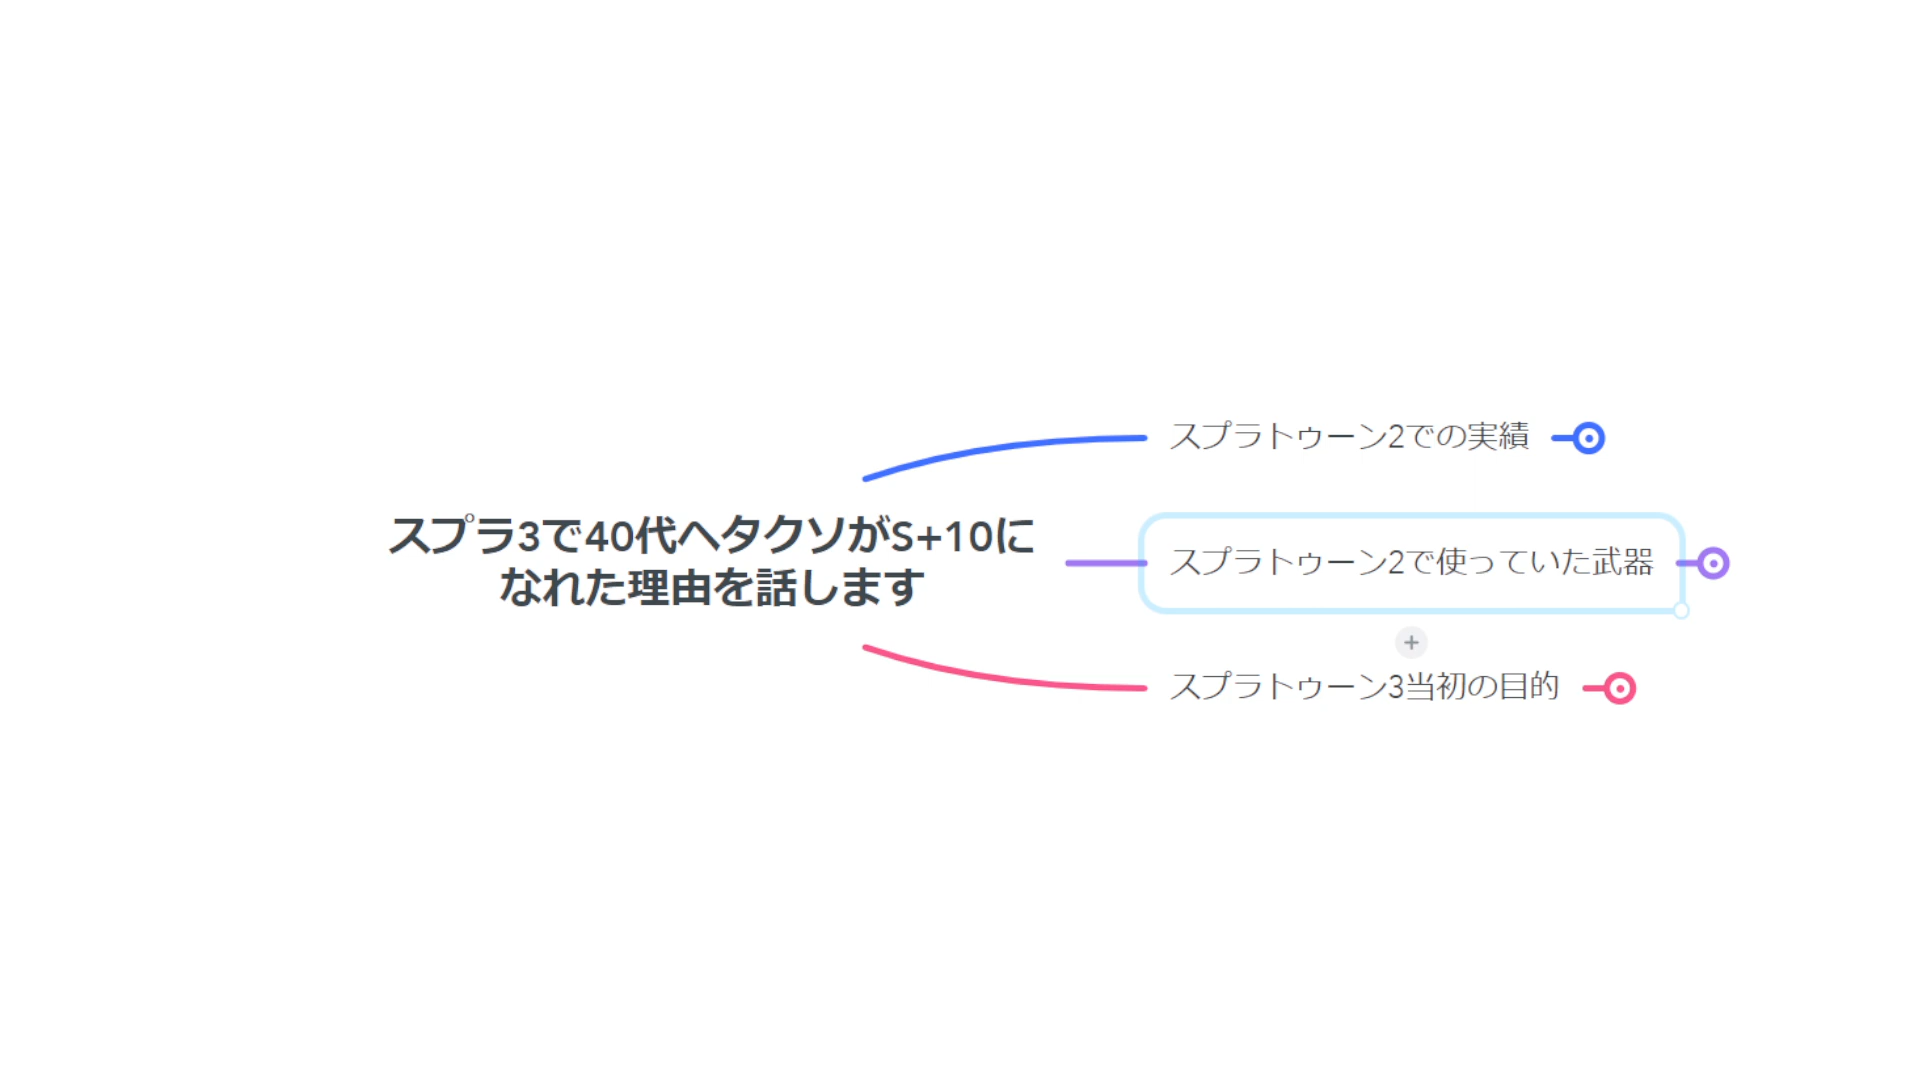 スプラ3で40代ヘタクソがS+10に
なれた理由を話します
スプラトゥーン2での実績
スプラトゥーン2で使っていた武器
スプラトゥーン3当初の目的